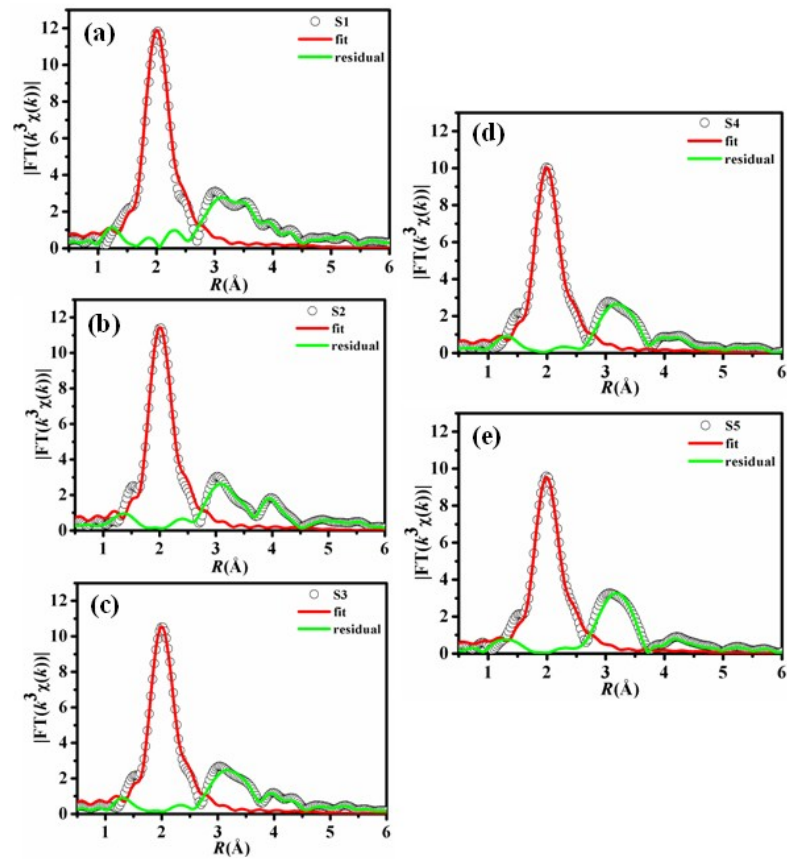 (a)
S1
fit
residual
|FT(k³χ(k))|
12
10
8
6
4
2
0
1 2 3 4 5 6
R(Å)
(b)
S2
fit
residual
|FT(k³χ(k))|
12
10
8
6
4
2
0
1 2 3 4 5 6
R(Å)
(c)
S3
fit
residual
|FT(k³χ(k))|
12
10
8
6
4
2
0
1 2 3 4 5 6
R(Å)
(d)
S4
fit
residual
|FT(k³χ(k))|
12
10
8
6
4
2
0
1 2 3 4 5 6
R(Å)
(e)
S5
fit
residual
|FT(k³χ(k))|
12
10
8
6
4
2
0
1 2 3 4 5 6
R(Å)